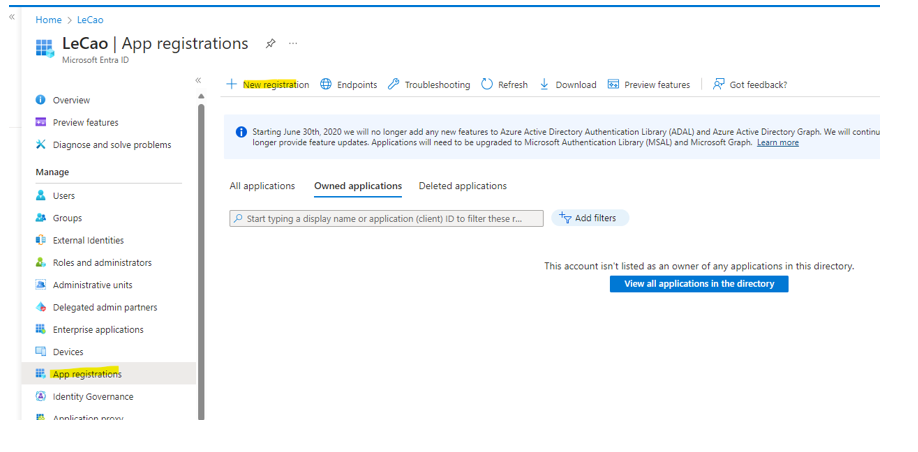 Home > LeCao
LeCao | App registrations
Microsoft Entra ID
Overview
Preview features
Diagnose and solve problems
Manage
Users
Groups
External Identities
Roles and administrators
Administrative units
Delegated admin partners
Enterprise applications
Devices
App registrations
Identity Governance
Application proxy
New registration Endpoints Troubleshooting Refresh Download Preview features Got feedback?
Starting June 30th, 2020 we will no longer add any new features to Azure Active Directory Authentication Library (ADAL) and Azure Active Directory Graph. We will continu
longer provide feature updates. Applications will need to be upgraded to Microsoft Authentication Library (MSAL) and Microsoft Graph. Learn more
All applications Owned applications Deleted applications
Start typing a display name or application (client) ID to filter these r... Add filters
This account isn't listed as an owner of any applications in this directory.
View all applications in the directory